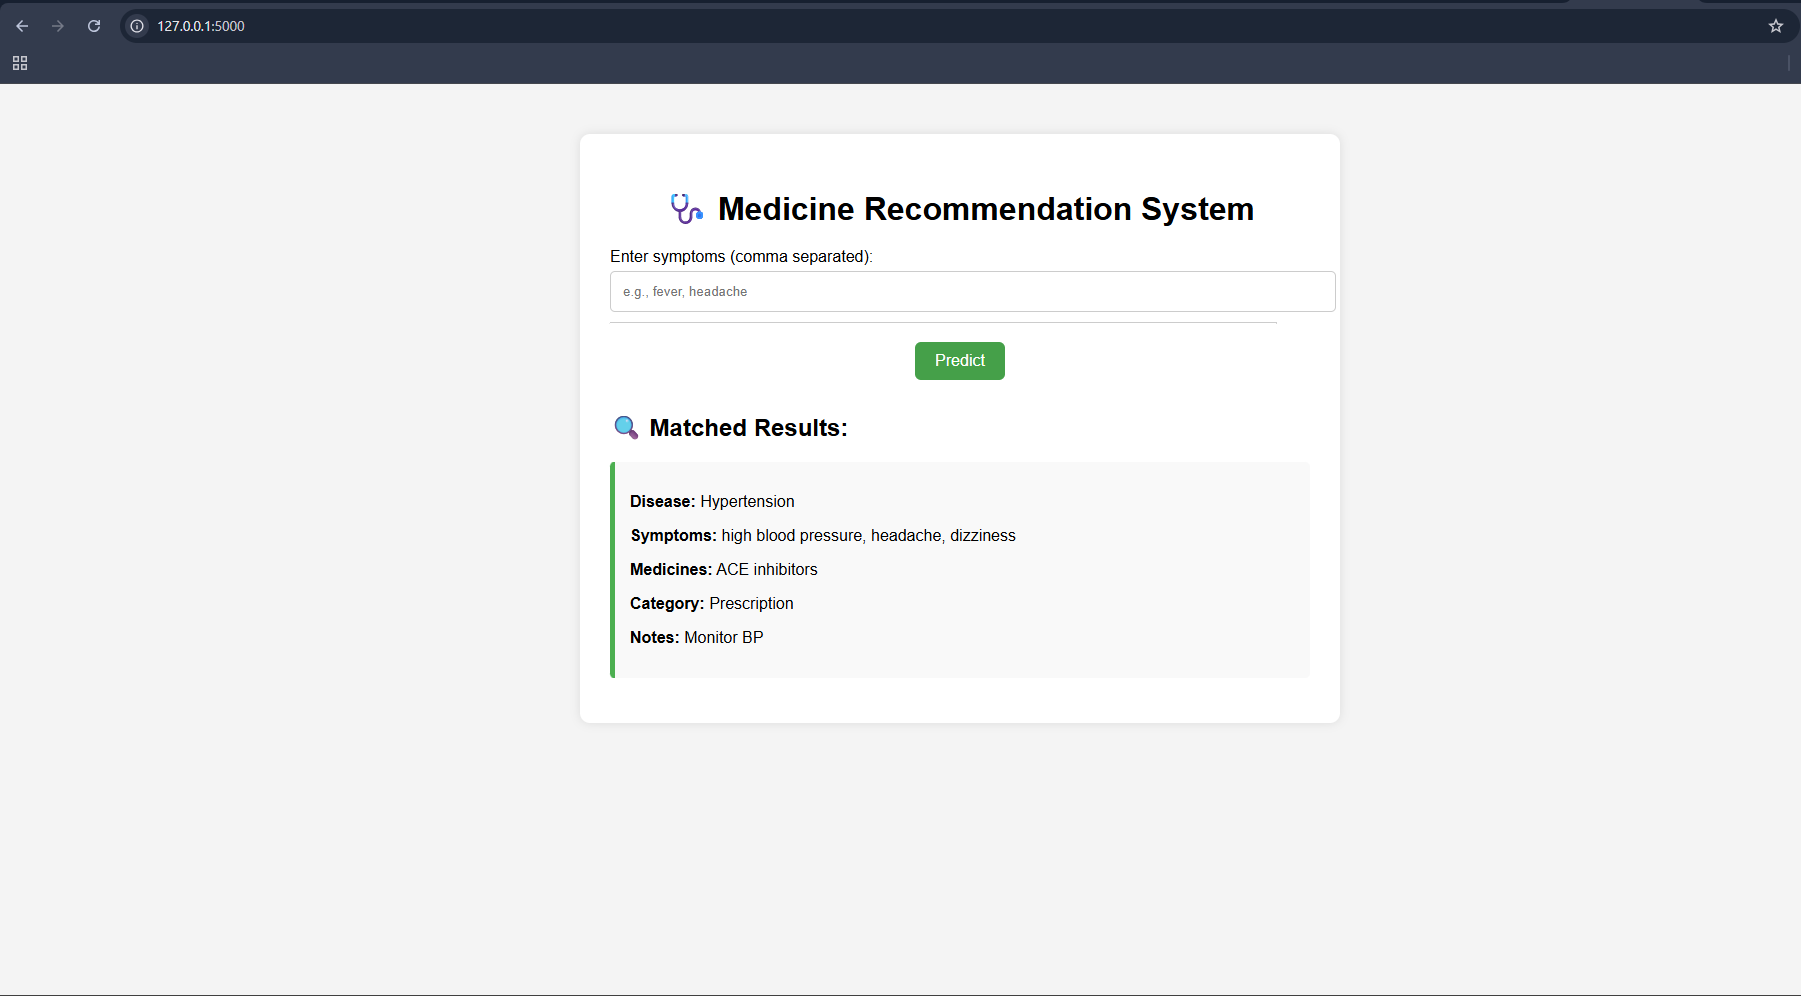 127.0.0.1:5000
Medicine Recommendation System
Enter symptoms (comma separated):
e.g., fever, headache
Predict
Matched Results:
Disease: Hypertension
Symptoms: high blood pressure, headache, dizziness
Medicines: ACE inhibitors
Category: Prescription
Notes: Monitor BP